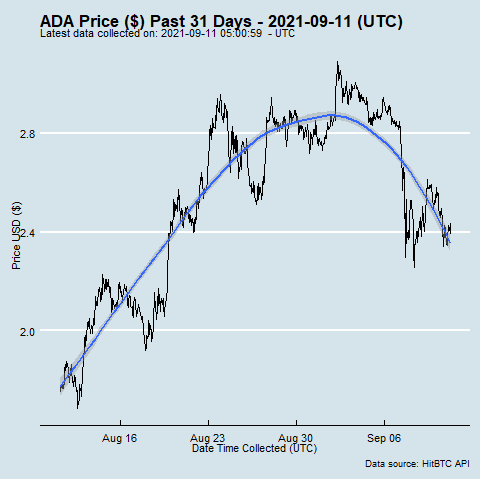 ADA Price ($) Past 31 Days - 2021-09-11 (UTC)
Latest data collected on: 2021-09-11 05:00:59 - UTC
Price USD ($)
2.8
2.4
2.0
Aug 16 Aug 23 Aug 30 Sep 06
Date Time Collected (UTC)
Data source: HitBTC API